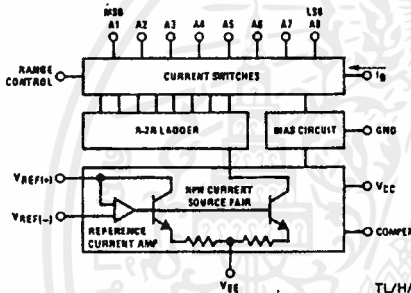 MSB LSB
A1 A2 A3 A4 A5 A6 A7 A8
RANGE CONTROL
CURRENT SWITCHES
I0
R-2R LADDER
BIAS CIRCUIT
GND
VREF(+)
NPN CURRENT SOURCE PAIR
VCC
VREF(−)
REFERENCE CURRENT AMP
COMPEN
VEE
TL/H/